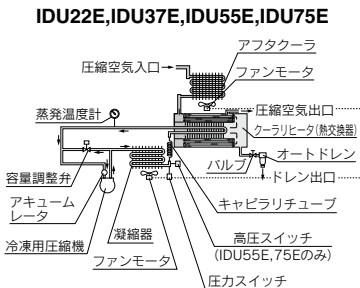 IDU22E,IDU37E,IDU55E,IDU75E
アフタクーラ
圧縮空気入口
ファンモータ
蒸発温度計
圧縮空気出口
クーラリヒータ(熱交換器)
オートドレン
バルブ
ドレン出口
容量調整弁
アキューム
レータ
キャピラリチューブ
冷凍用圧縮機
凝縮器
高圧スイッチ
(IDU55E,75Eのみ)
ファンモータ
圧力スイッチ